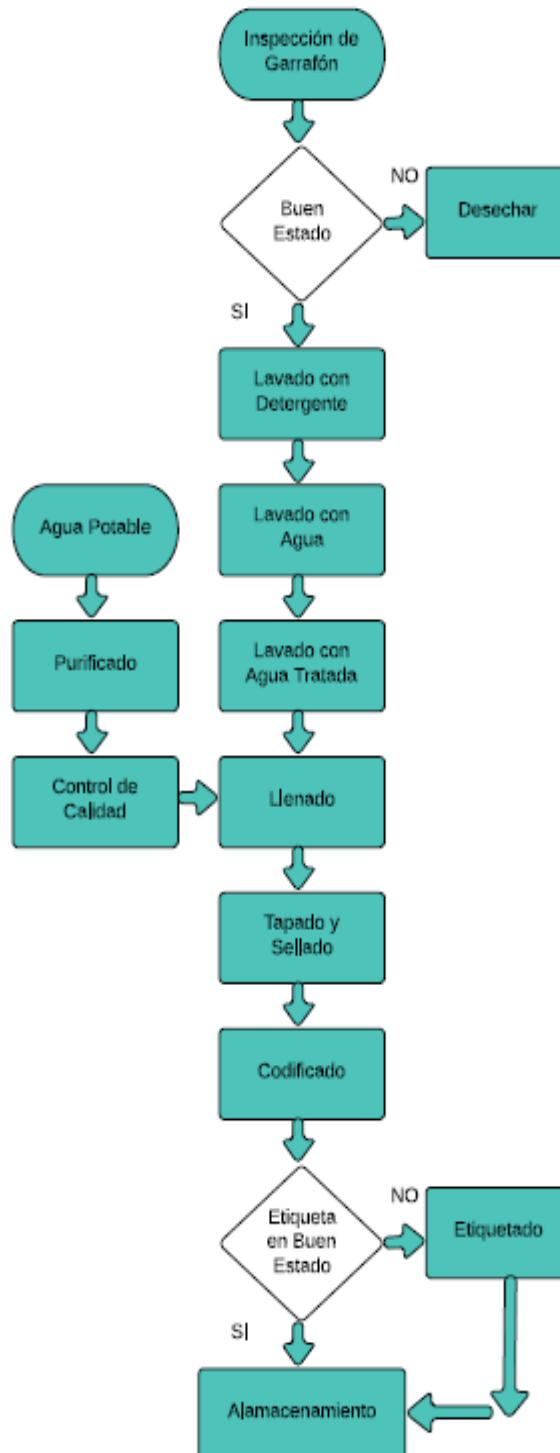 Inspección de
Garrafón
Buen
Estado
NO
Desechar
SI
Lavado con
Detergente
Lavado con
Agua
Agua Potable
Lavado con
Agua Tratada
Purificado
Control de
Calidad
Llenado
Tapado y
Sellado
Codificado
Etiqueta
en Buen
Estado
NO
Etiquetado
SI
Alamacenamiento